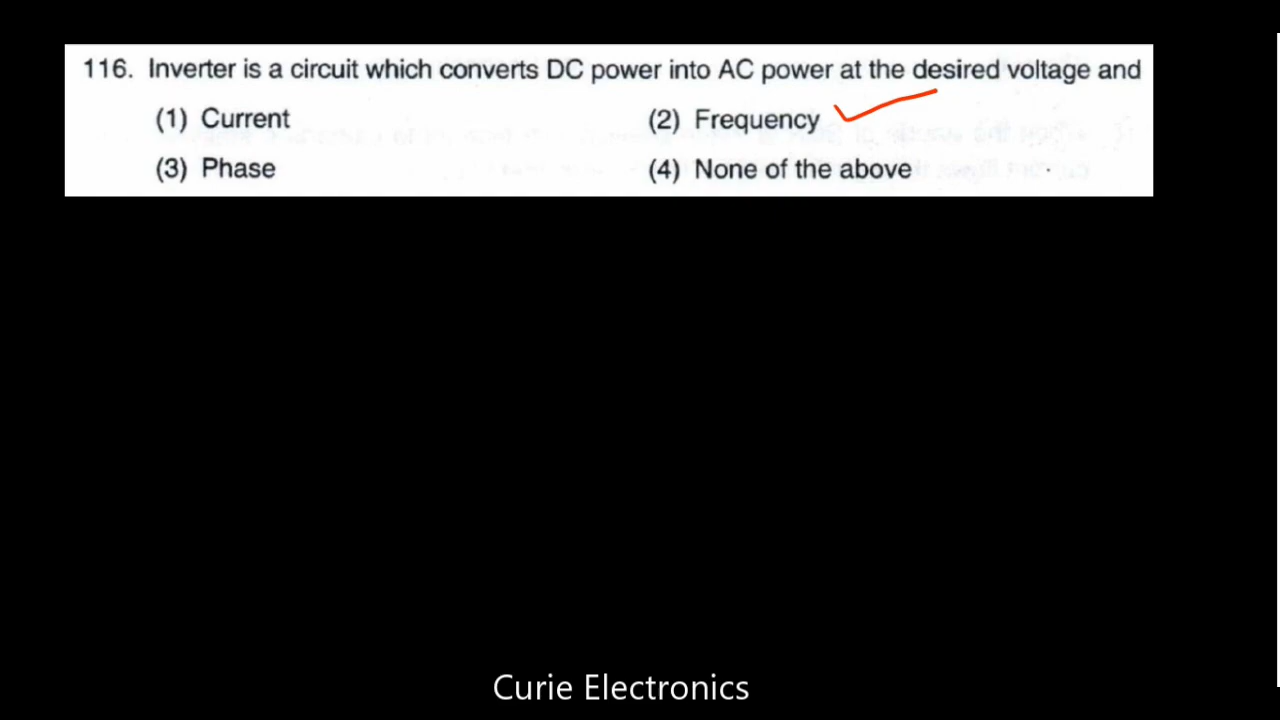 116. Inverter is a circuit which converts DC power into AC power at the desired voltage and
(1) Current (2) Frequency
(3) Phase (4) None of the above
Curie Electronics